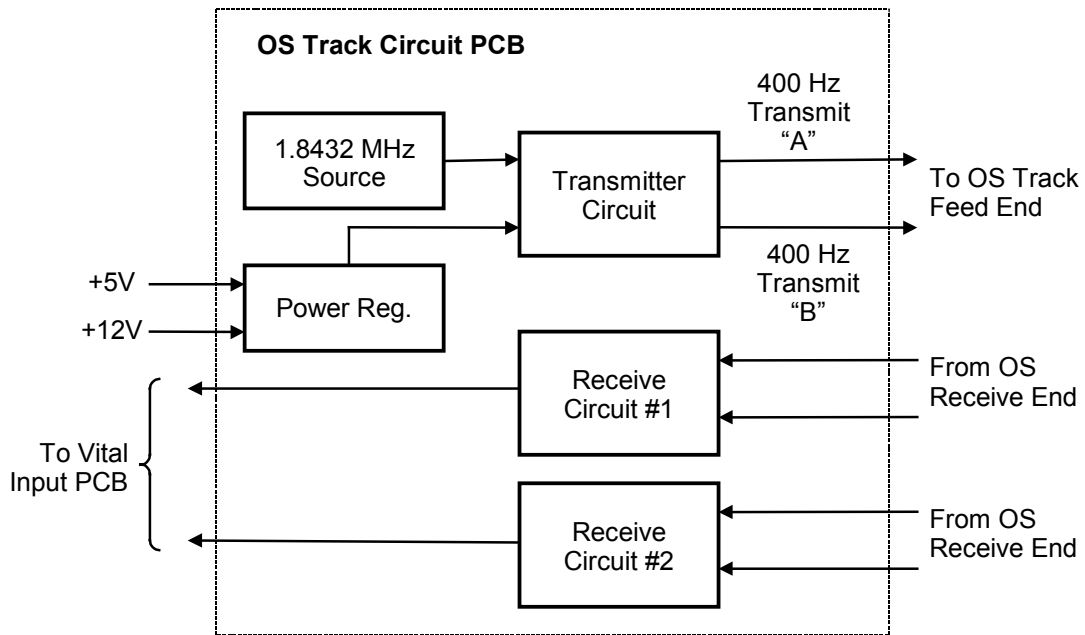 OS Track Circuit PCB
1.8432 MHz
Source
Transmitter
Circuit
400 Hz
Transmit
“A”
To OS Track
Feed End
400 Hz
Transmit
“B”
+5V
+12V
Power Reg.
Receive
Circuit #1
From OS
Receive End
To Vital
Input PCB
Receive
Circuit #2
From OS
Receive End